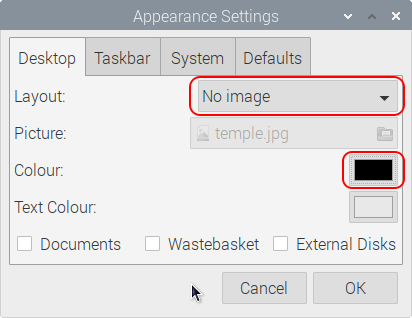 Appearance Settings
Desktop Taskbar System Defaults
Layout: No image
Picture: temple.jpg
Colour:
Text Colour:
Documents Wastebasket External Disks
Cancel OK